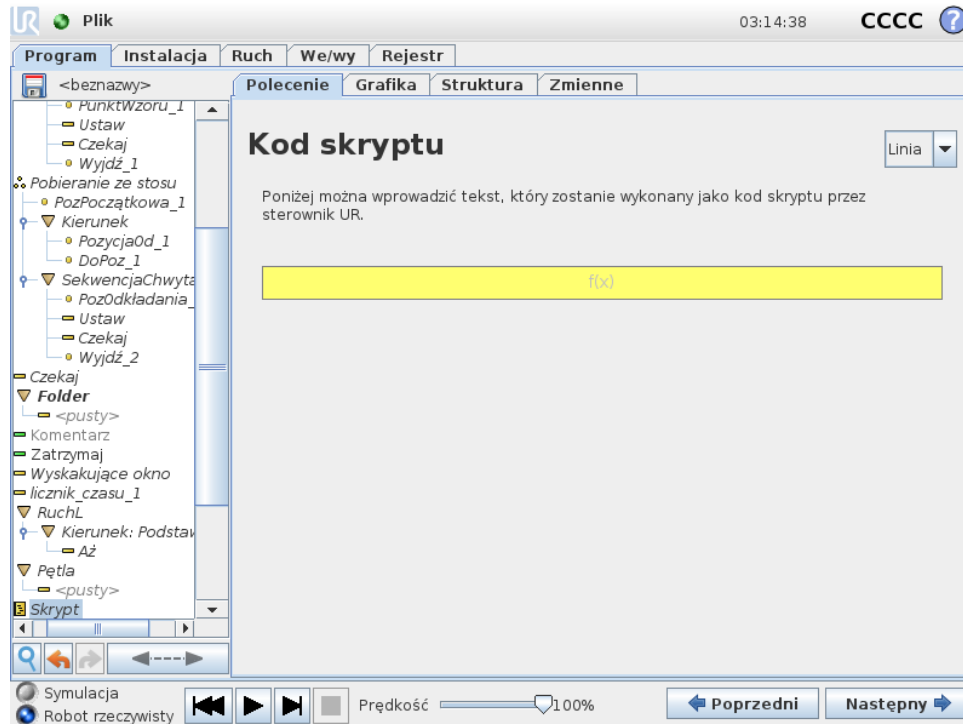 UR
Plik
03:14:38
CCCC
?
Program
Instalacja
Ruch
We/wy
Rejestr
<beznazwy>
Polecenie
Grafika
Struktura
Zmienne
PunktWzoru_1
Ustaw
Czekaj
Wyjdź_1
Pobieranie ze stosu
PozPoczątkowa_1
Kierunek
PozycjaOd_1
DoPoz_1
SekwencjaChwyta
PozOdkładania_
Ustaw
Czekaj
Wyjdź_2
Czekaj
Folder
<pusty>
Komentarz
Zatrzymaj
Wyskakujące okno
licznik_czasu_1
RuchL
Kierunek: Podstaw
Aż
Pętla
<pusty>
Skrypt
Kod skryptu
Linia
Poniżej można wprowadzić tekst, który zostanie wykonany jako kod skryptu przez
sterownik UR.
f(x)
Symulacja
Robot rzeczywisty
Prędkość
100%
Poprzedni
Następny